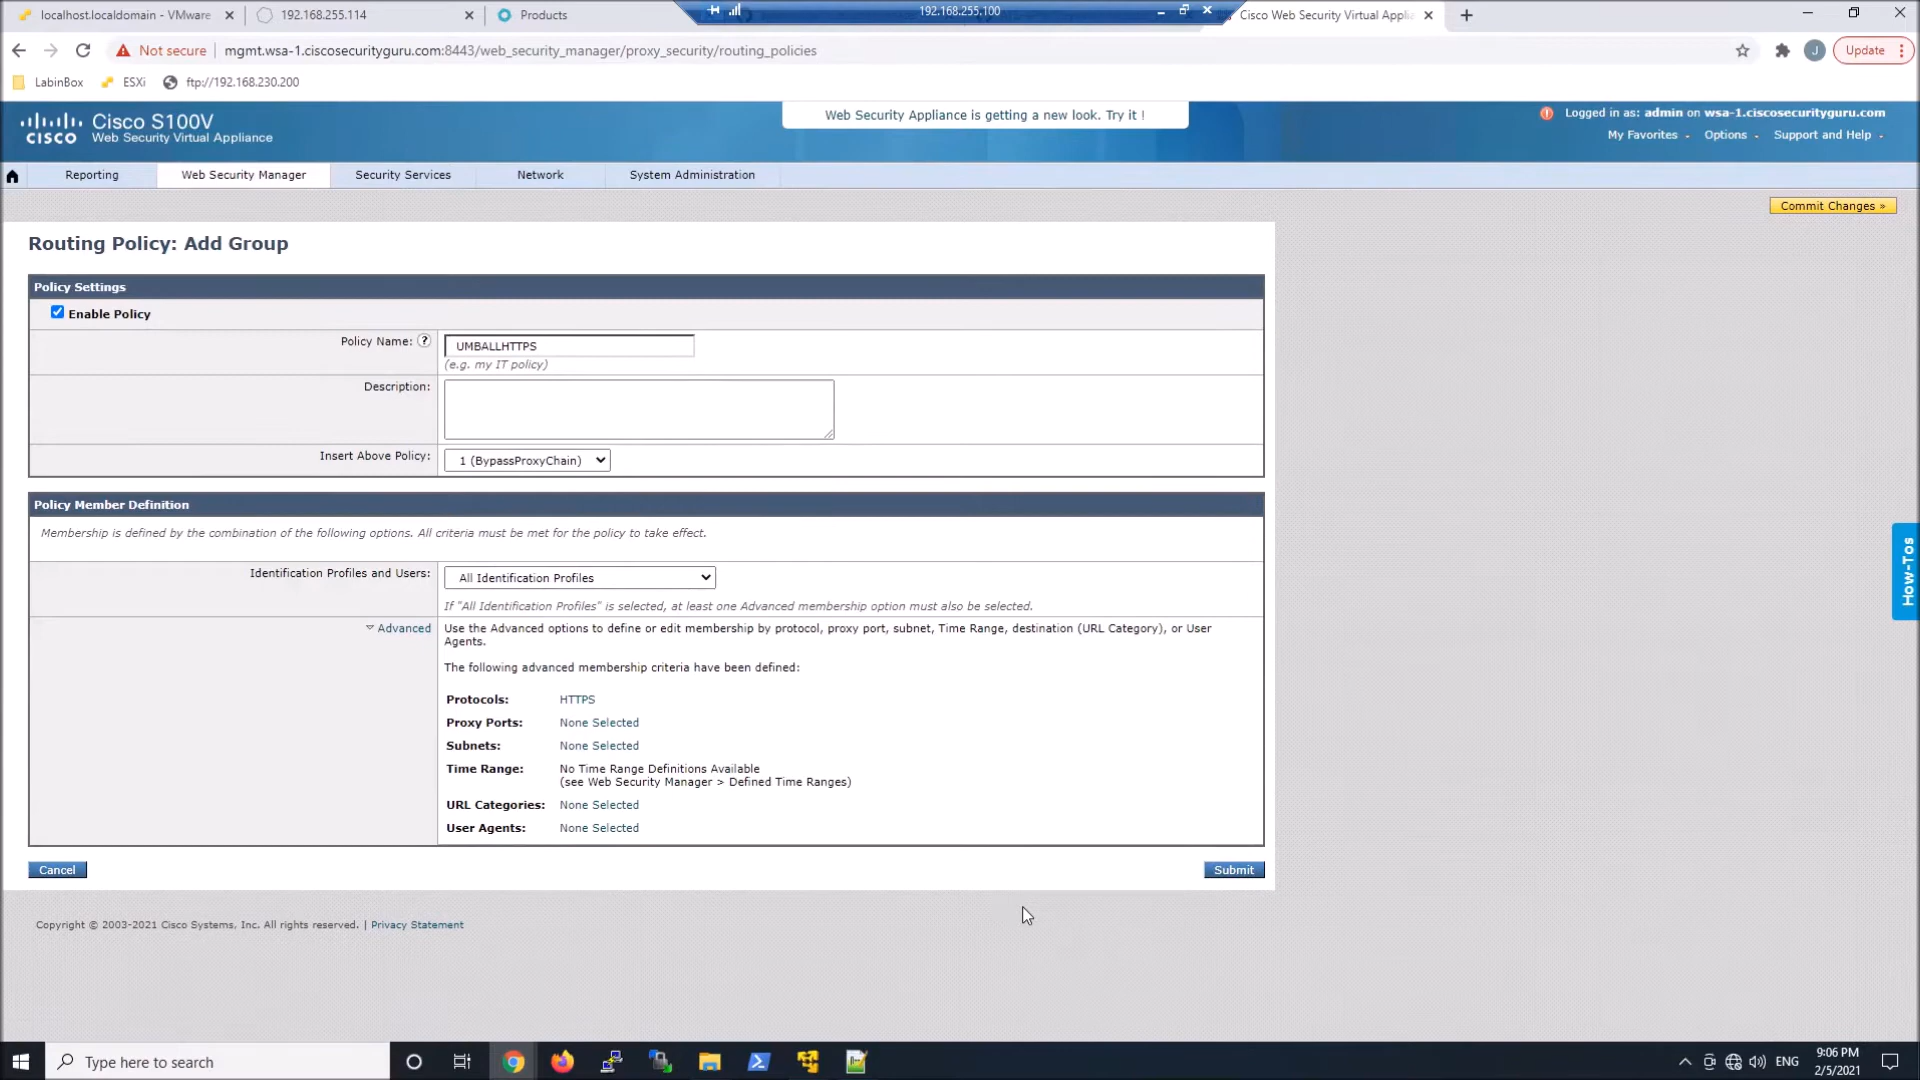 localhost.localdomain - VMware
192.168.255.114
Products
192.168.255.100
Cisco Web Security Virtual Appli
Not secure
mgmt.wsa-1.ciscosecurityguru.com:8443/web_security_manager/proxy_security/routing_policies
J
Update
LabinBox
ESXi
ftp://192.168.230.200
CISCO
Cisco S100V
Web Security Virtual Appliance
Web Security Appliance is getting a new look. Try it !
Logged in as: admin on wsa-1.ciscosecurityguru.com
My Favorites
Options
Support and Help
Reporting
Web Security Manager
Security Services
Network
System Administration
Commit Changes »
Routing Policy: Add Group
Policy Settings
Enable Policy
Policy Name: ?
UMBALLHTTPS
(e.g. my IT policy)
Description:
Insert Above Policy:
1 (BypassProxyChain)
Policy Member Definition
Membership is defined by the combination of the following options. All criteria must be met for the policy to take effect.
Identification Profiles and Users:
All Identification Profiles
If "All Identification Profiles" is selected, at least one Advanced membership option must also be selected.
Advanced
Use the Advanced options to define or edit membership by protocol, proxy port, subnet, Time Range, destination (URL Category), or User
Agents.
The following advanced membership criteria have been defined:
Protocols: HTTPS
Proxy Ports: None Selected
Subnets: None Selected
Time Range: No Time Range Definitions Available
(see Web Security Manager > Defined Time Ranges)
URL Categories: None Selected
User Agents: None Selected
Cancel
Submit
How-Tos
Copyright © 2003-2021 Cisco Systems, Inc. All rights reserved. | Privacy Statement
Type here to search
ENG
9:06 PM
2/5/2021